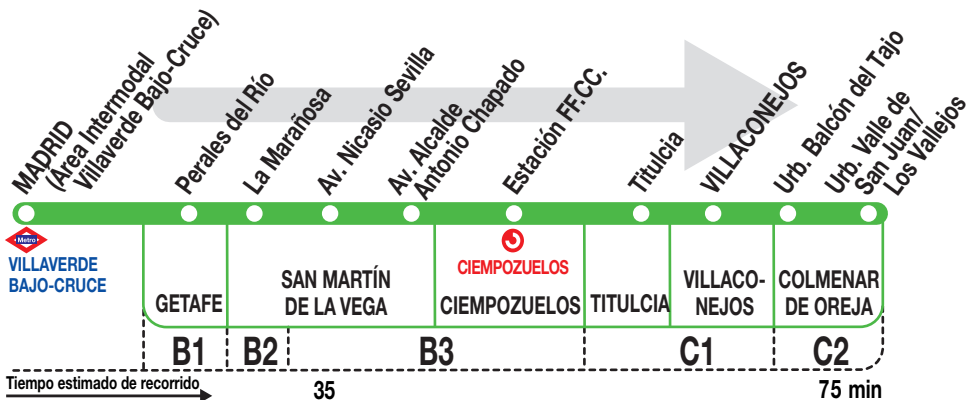 MADRID
(Área Intermodal
Villaverde Bajo-Cruce)
Perales del Río
La Marañosa
Av. Nicasio Sevilla
Av. Alcalde
Antonio Chapado
Estación FF.CC.
Titulcia
VILLACONEJOS
Urb. Balcón del Tajo
Urb. Valle de
San Juan/
Los Vallejos
Metro
VILLAVERDE
BAJO-CRUCE
CIEMPOZUELOS
GETAFE
SAN MARTÍN
DE LA VEGA
CIEMPOZUELOS
TITULCIA
VILLACO-
NEJOS
COLMENAR
DE OREJA
B1
B2
B3
C1
C2
Tiempo estimado de recorrido
35
75 min